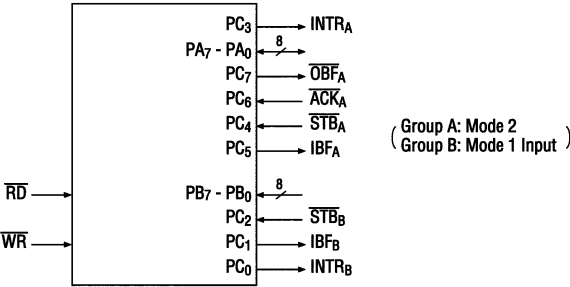 PC3 INTRA
PA7 - PA0 8
PC7 OBFA
PC6 ACKA
PC4 STBA
PC5 IBFA
(Group A: Mode 2
Group B: Mode 1 Input)
RD PB7 - PB0 8
PC2 STBB
WR PC1 IBFB
PC0 INTRB